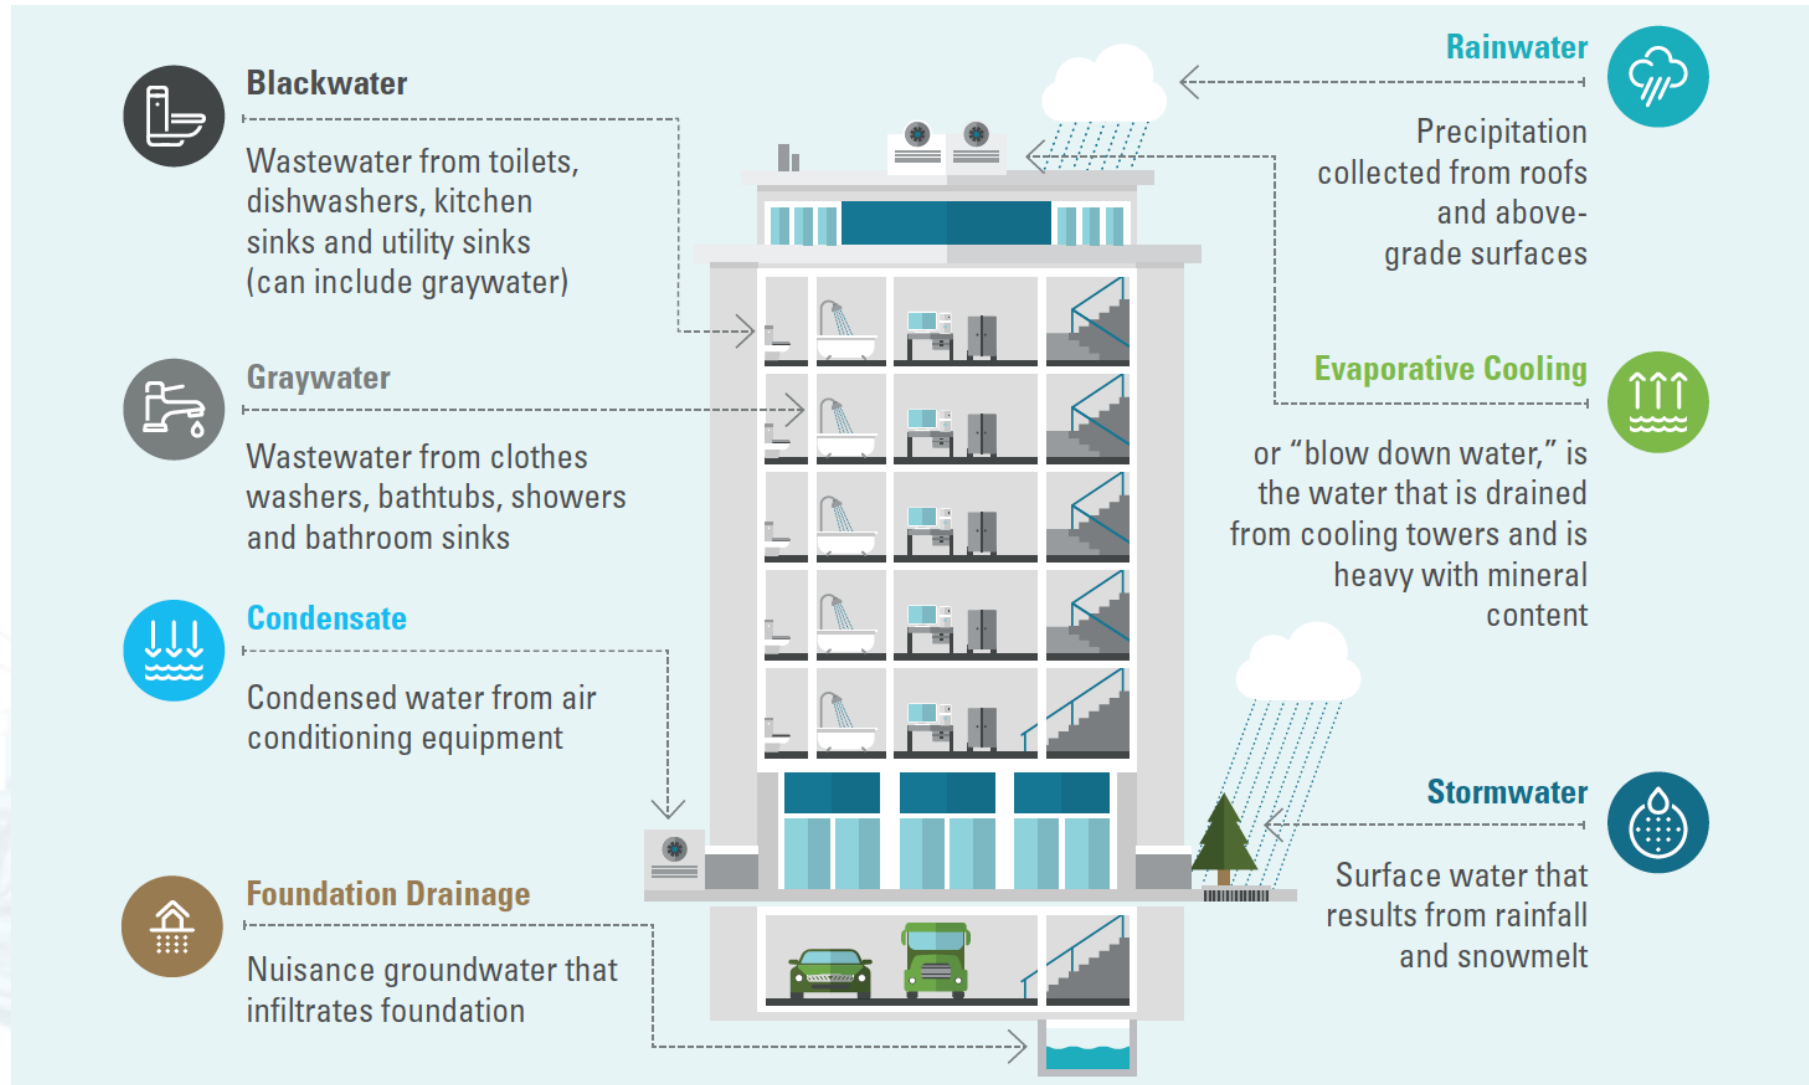 Blackwater
Wastewater from toilets,
dishwashers, kitchen
sinks and utility sinks
(can include graywater)
Graywater
Wastewater from clothes
washers, bathtubs, showers
and bathroom sinks
Condensate
Condensed water from air
conditioning equipment
Foundation Drainage
Nuisance groundwater that
infiltrates foundation
Rainwater
Precipitation
collected from roofs
and above-
grade surfaces
Evaporative Cooling
or “blow down water,” is
the water that is drained
from cooling towers and is
heavy with mineral
content
Stormwater
Surface water that
results from rainfall
and snowmelt